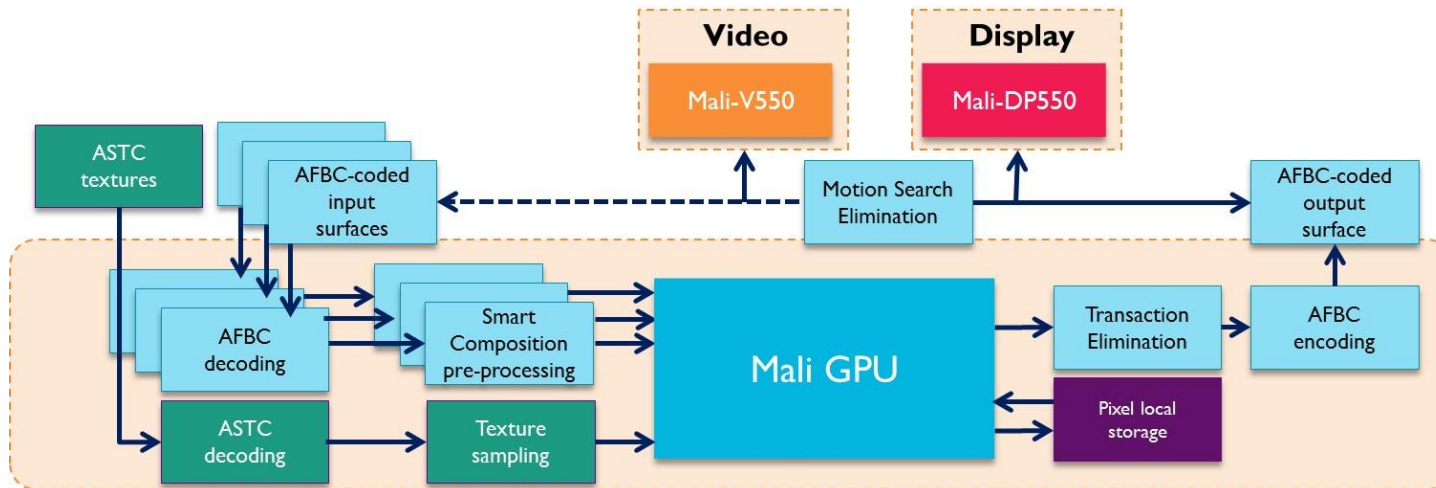 Video
Mali-V550
Display
Mali-DP550
ASTC
textures
AFBC-coded
input
surfaces
Motion Search
Elimination
AFBC-coded
output
surface
AFBC
decoding
Smart
Composition
pre-processing
Mali GPU
Transaction
Elimination
AFBC
encoding
ASTC
decoding
Texture
sampling
Pixel local
storage